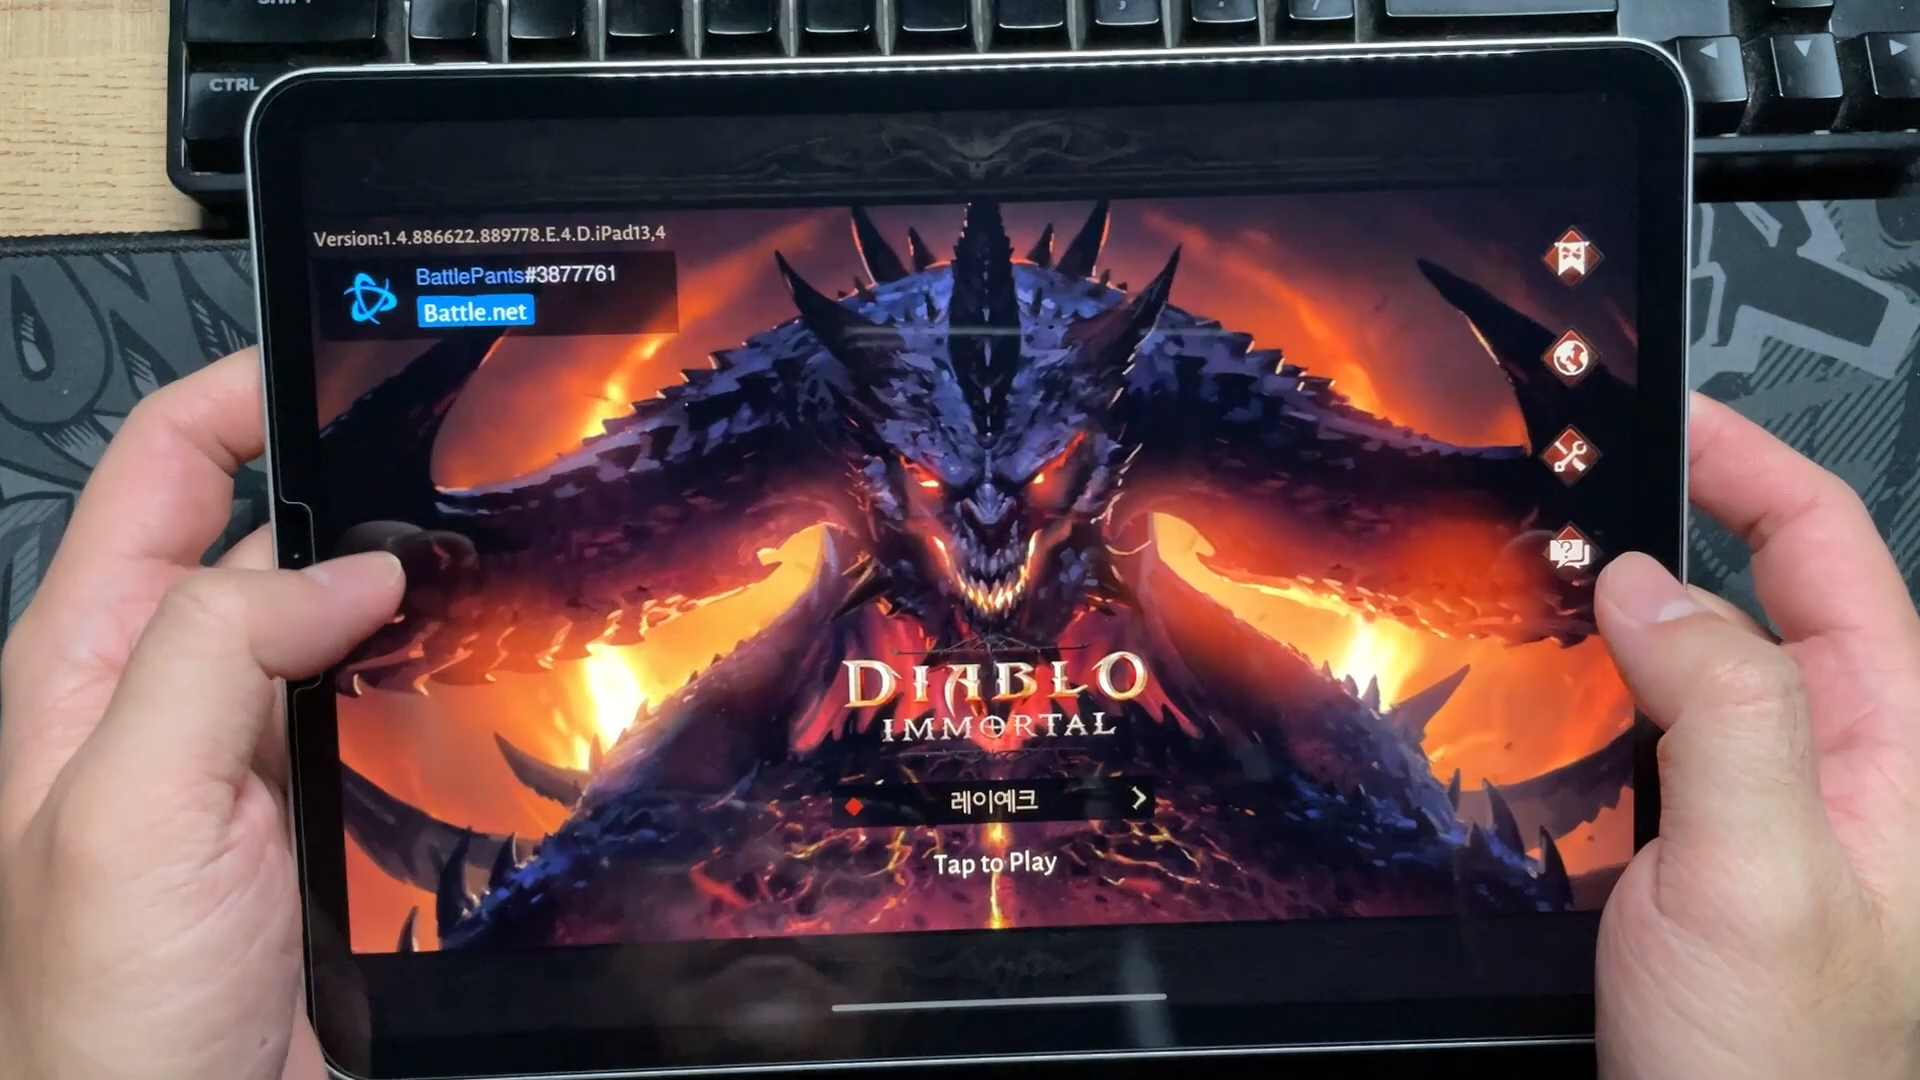 CTRL
Version:1.4.886622.889778.E.4.D.iPad13,4
BattlePants#3877761
Battle.net
DIABLO
IMMORTAL
레이예크
Tap to Play